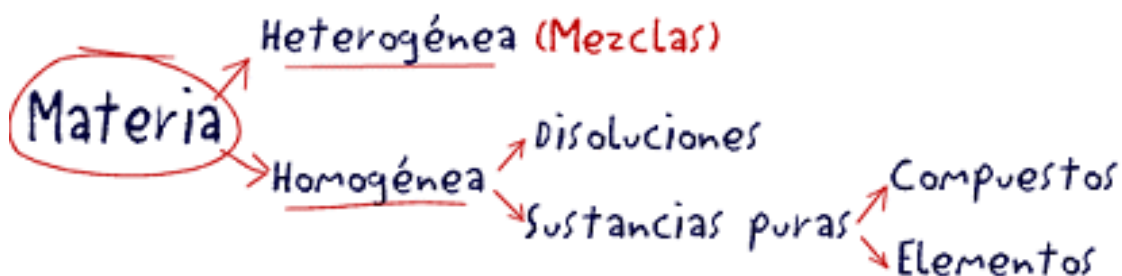 Heterogénea (Mezclas)
Materia
Disoluciones
Homogénea
Compuestos
Sustancias puras
Elementos